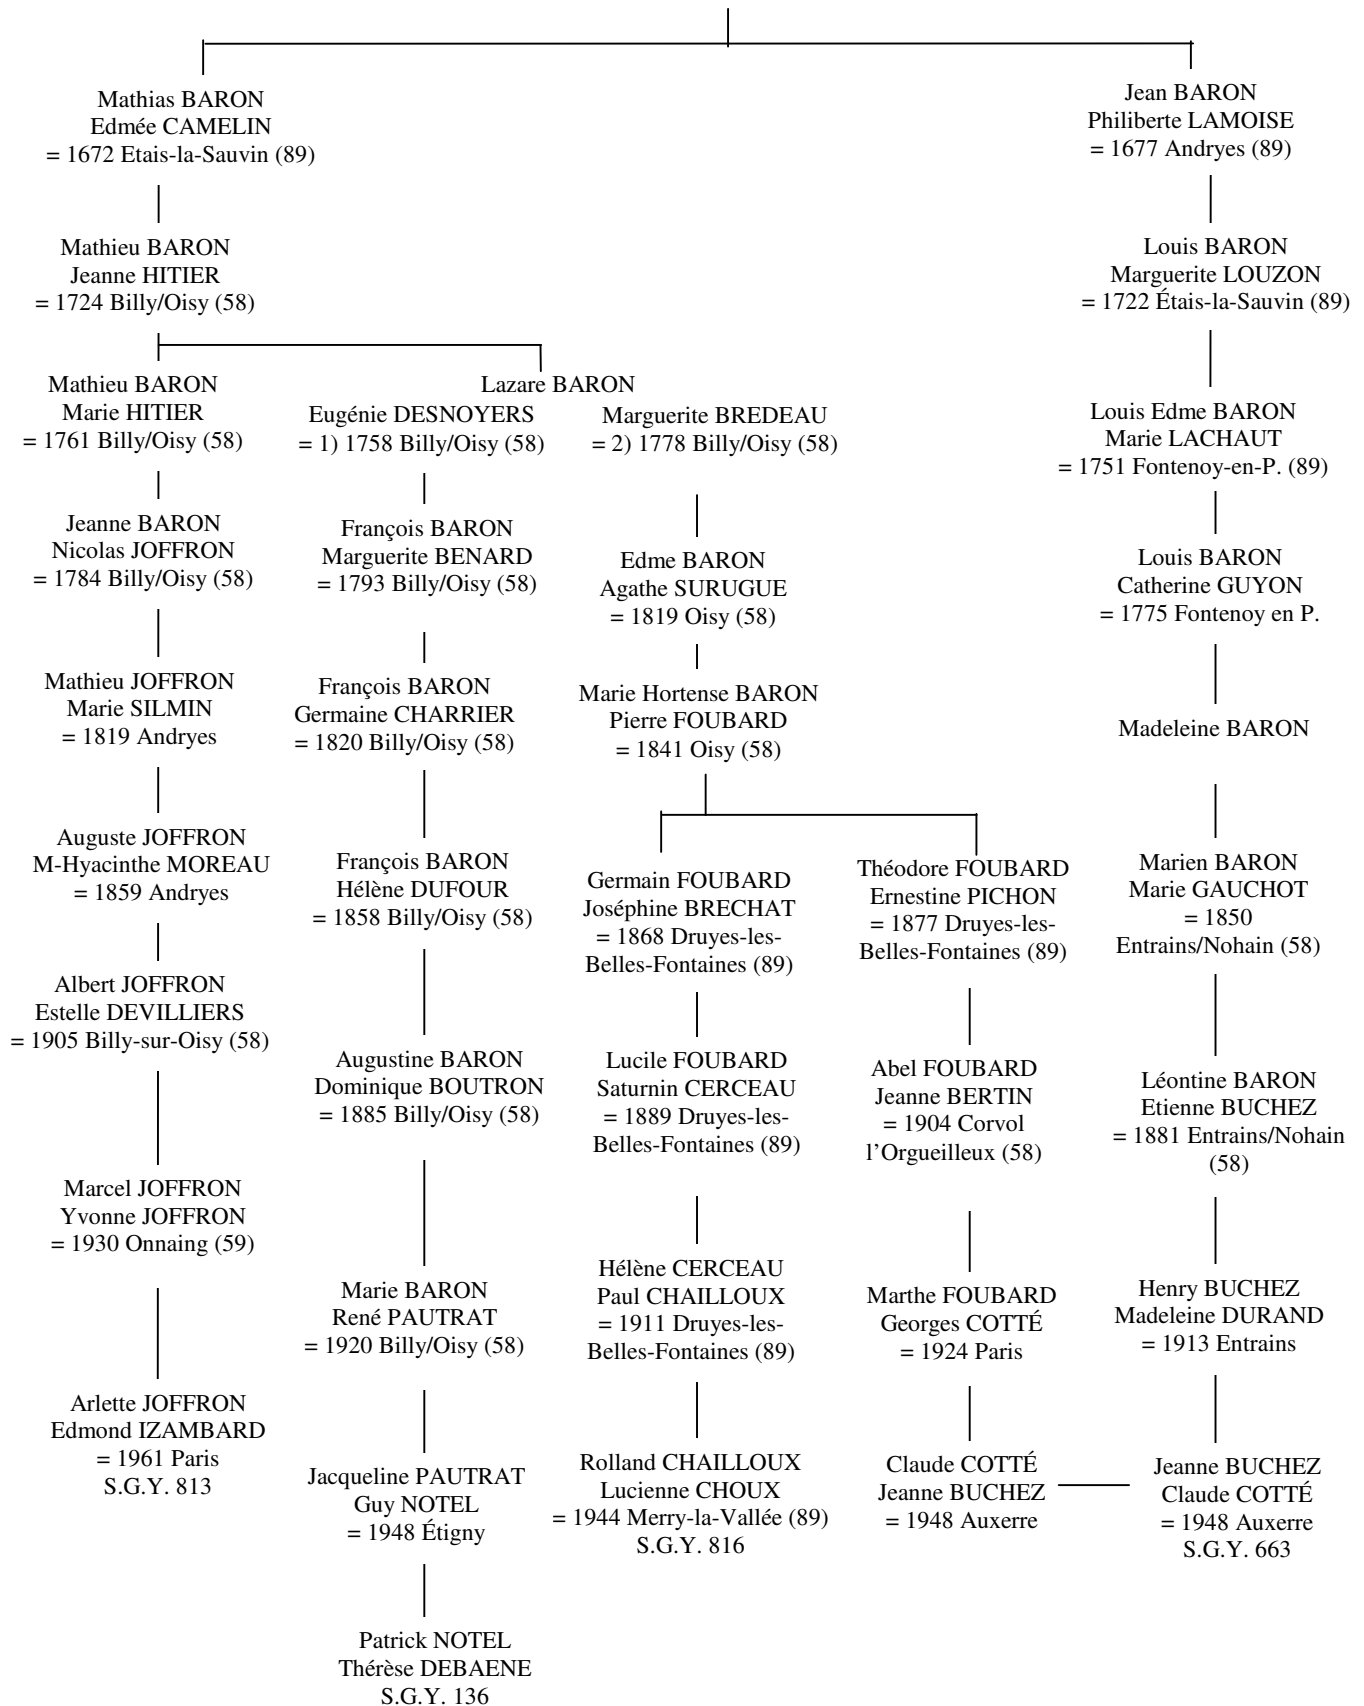 Mathias BARON
Edmée CAMELIN
= 1672 Etais-la-Sauvin (89)
Jean BARON
Philiberte LAMOISE
= 1677 Andryes (89)
Mathieu BARON
Jeanne HITIER
= 1724 Billy/Oisy (58)
Louis BARON
Marguerite LOUZON
= 1722 Étais-la-Sauvin (89)
Mathieu BARON
Marie HITIER
= 1761 Billy/Oisy (58)
Lazare BARON
Eugénie DESNOYERS
= 1) 1758 Billy/Oisy (58)
Marguerite BREDEAU
= 2) 1778 Billy/Oisy (58)
Louis Edme BARON
Marie LACHAUT
= 1751 Fontenoy-en-P. (89)
Jeanne BARON
Nicolas JOFFRON
= 1784 Billy/Oisy (58)
François BARON
Marguerite BENARD
= 1793 Billy/Oisy (58)
Edme BARON
Agathe SURUGUE
= 1819 Oisy (58)
Louis BARON
Catherine GUYON
= 1775 Fontenoy en P.
Mathieu JOFFRON
Marie SILMIN
= 1819 Andryes
François BARON
Germaine CHARRIER
= 1820 Billy/Oisy (58)
Marie Hortense BARON
Pierre FOUBARD
= 1841 Oisy (58)
Madeleine BARON
Auguste JOFFRON
M-Hyacinthe MOREAU
= 1859 Andryes
François BARON
Hélène DUFOUR
= 1858 Billy/Oisy (58)
Germain FOUBARD
Joséphine BRECHAT
= 1868 Druyes-les-
Belles-Fontaines (89)
Théodore FOUBARD
Ernestine PICHON
= 1877 Druyes-les-
Belles-Fontaines (89)
Marien BARON
Marie GAUCHOT
= 1850
Entrains/Nohain (58)
Albert JOFFRON
Estelle DEVILLIERS
= 1905 Billy-sur-Oisy (58)
Augustine BARON
Dominique BOUTRON
= 1885 Billy/Oisy (58)
Lucile FOUBARD
Saturnin CERCEAU
= 1889 Druyes-les-
Belles-Fontaines (89)
Abel FOUBARD
Jeanne BERTIN
= 1904 Corvol
l'Orgueilleux (58)
Léontine BARON
Etienne BUCHEZ
= 1881 Entrains/Nohain
(58)
Marcel JOFFRON
Yvonne JOFFRON
= 1930 Onnaing (59)
Marie BARON
René PAUTRAT
= 1920 Billy/Oisy (58)
Hélène CERCEAU
Paul CHAILLOUX
= 1911 Druyes-les-
Belles-Fontaines (89)
Marthe FOUBARD
Georges COTTÉ
= 1924 Paris
Henry BUCHEZ
Madeleine DURAND
= 1913 Entrains
Arlette JOFFRON
Edmond IZAMBARD
= 1961 Paris
S.G.Y. 813
Jacqueline PAUTRAT
Guy NOTEL
= 1948 Étigny
Rolland CHAILLOUX
Lucienne CHOUX
= 1944 Merry-la-Vallée (89)
S.G.Y. 816
Claude COTTÉ
Jeanne BUCHEZ
= 1948 Auxerre
Jeanne BUCHEZ
Claude COTTÉ
= 1948 Auxerre
S.G.Y. 663
Patrick NOTEL
Thérèse DEBAENE
S.G.Y. 136